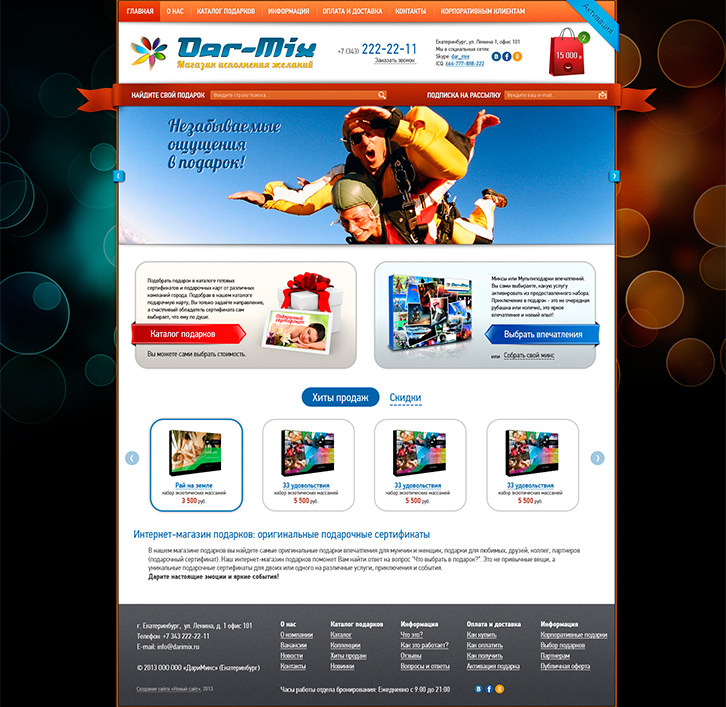 ГЛАВНАЯ О НАС КАТАЛОГ ПОДАРКОВ ИНФОРМАЦИЯ ОПЛАТА И ДОСТАВКА КОНТАКТЫ КОРПОРАТИВНЫМ КЛИЕНТАМ
Активация
Dar-Mix
Магазин исполнения желаний
+7 (343) 222-22-11
Заказать звонок
Екатеринбург, ул. Ленина 1, офис 101
Мы в социальных сетях:
Skype: dar_mix
ICQ: 666-777-888-222
2
15 000 р.
НАЙДИТЕ СВОЙ ПОДАРОК Введите строку поиска...
ПОДПИСКА НА РАССЫЛКУ Введите ваш e-mail...
Незабываемые
ощущения
в подарок!
Подобрать подарок в каталоге готовых
сертификатов и подарочных карт от различных
компаний города. Подобрав в нашем каталоге
подарочную карту, Вы только задаёте направление,
а счастливый обладатель сертификата сам
выбирает, что ему по душе.
Каталог подарков
Вы можете сами выбрать стоимость.
Подарочный
сертификат
Dar-Mix
Миксы или Мультиподарки впечатлений.
Вы сами выбираете, какую услугу
активировать из предоставленного набора.
Приключение в подарок - это не очередная
рубашка или колечко, это яркое
впечатление и новый опыт!
Выбрать впечатления
или Собрать свой микс
Хиты продаж Скидки
Рай на земле
набор экзотических массажей
3 500 руб.
33 удовольствия
набор экзотических массажей
5 500 руб.
33 удовольствия
набор экзотических массажей
5 500 руб.
33 удовольствия
набор экзотических массажей
5 500 руб.
Интернет-магазин подарков: оригинальные подарочные сертификаты
В нашем магазине подарков вы найдете самые оригинальные подарки впечатления для мужчин и женщин, подарки для любимых, друзей, коллег, партнеров
(подарочный сертификат). Наш интернет-магазин подарков поможет Вам найти ответ на вопрос "Что выбрать в подарок?". Это не привычные вещи, а
уникальные подарочные сертификаты для двоих или одного на различные услуги, приключения и события.
Дарите настоящие эмоции и яркие события!
г. Екатеринбург, ул. Ленина, д. 1 офис 101
Телефон: +7 343 222-22-11
E-mail: info@darimix.ru
© 2013 ООО ООО «ДариМикс» (Екатеринбург)
Создание сайта «Новый сайт», 2013
О нас
О компании
Вакансии
Новости
Контакты
Каталог подарков
Каталог
Коллекции
Хиты продаж
Новинки
Информация
Что это?
Как это работает?
Отзывы
Вопросы и ответы
Оплата и доставка
Как купить
Как оплатить
Как получить
Активация подарка
Информация
Корпоративные подарки
Выбор подарков
Партнерам
Публичная оферта
Часы работы отдела бронирования: Ежедневно с 9:00 до 21:00